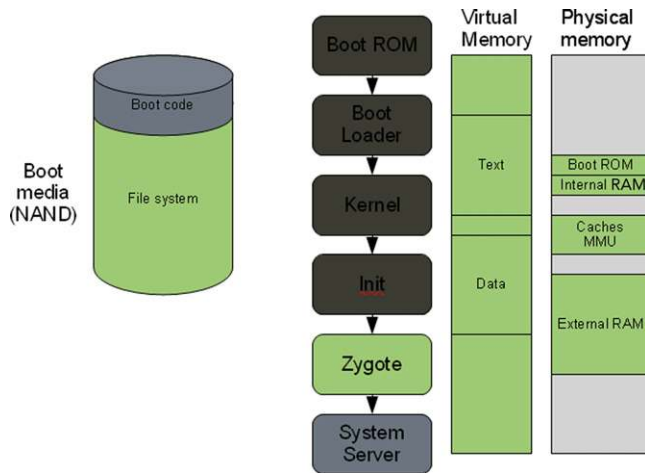 Boot code
File system
Boot
media
(NAND)
Boot ROM
Boot
Loader
Kernel
Init
Zygote
System
Server
Virtual
Memory
Text
Data
Physical
memory
Boot ROM
Internal RAM
Caches
MMU
External RAM